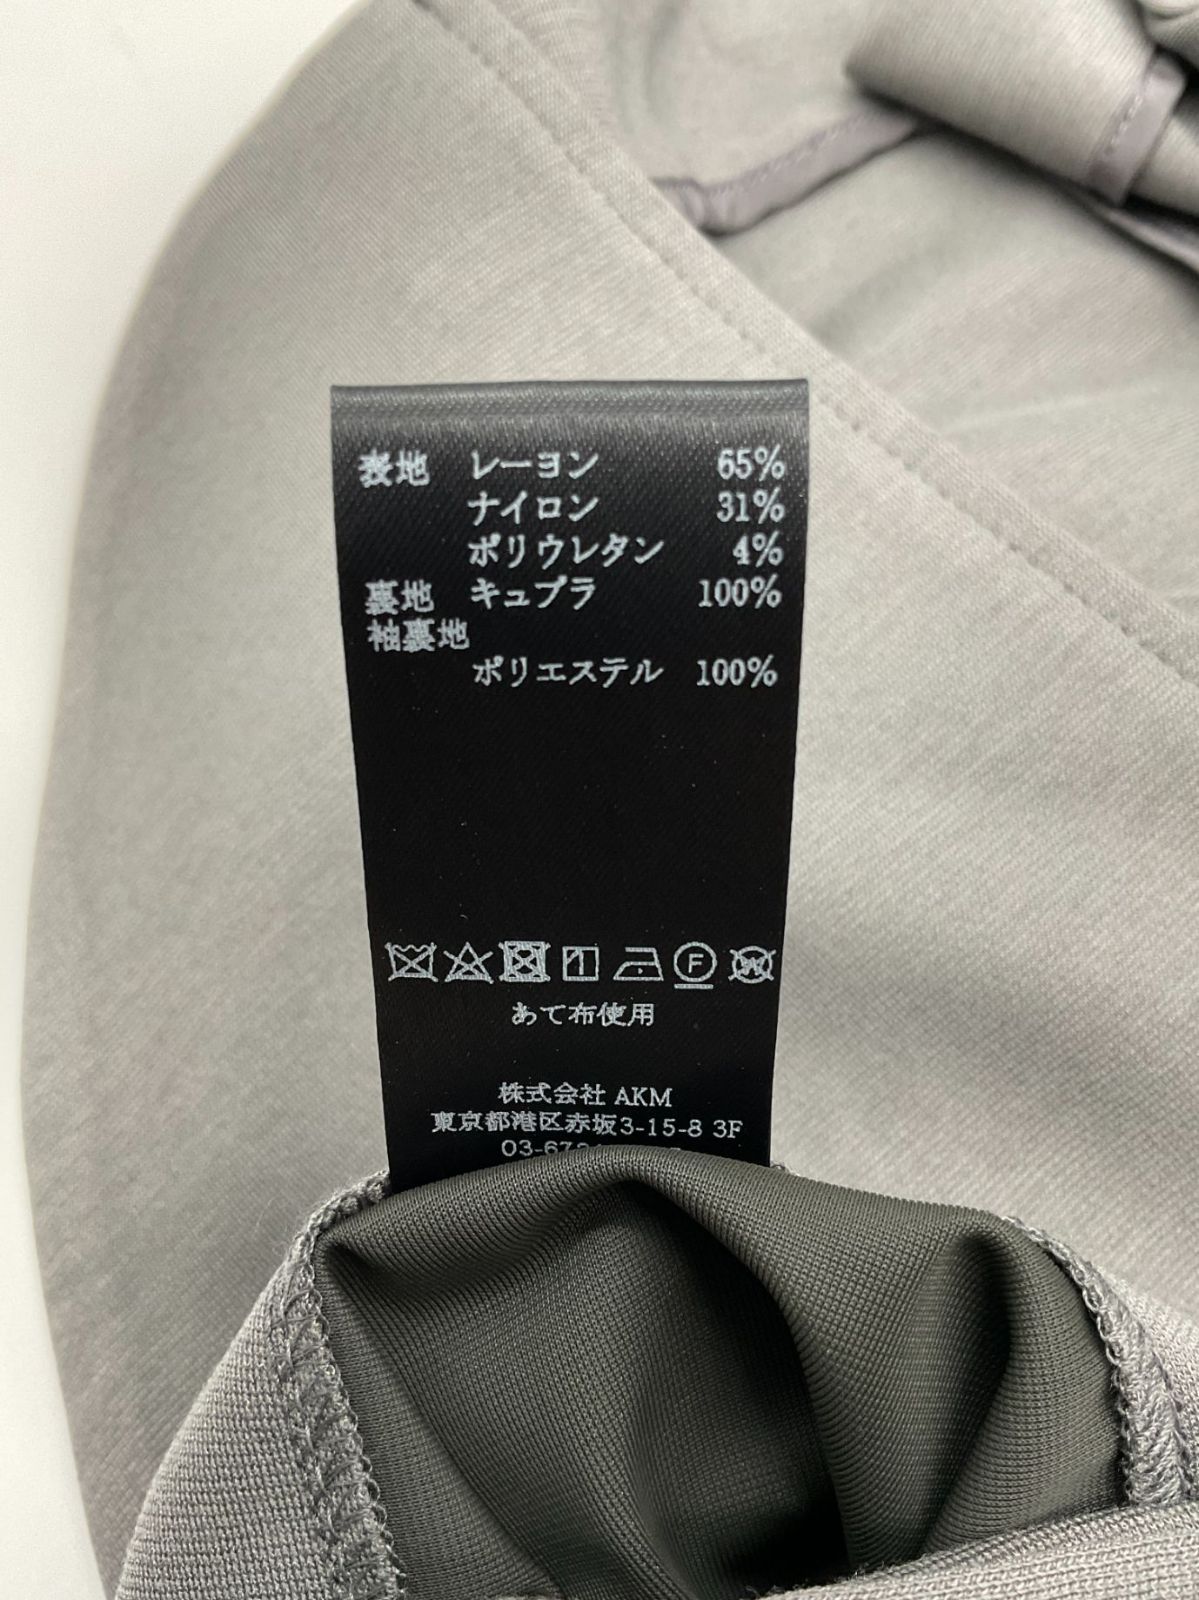 表地 レーヨン 65%
ナイロン 31%
ポリウレタン 4%
裏地 キュプラ 100%
袖裏地
ポリエステル 100%
F
W
あて布使用
株式会社 AKM
東京都港区赤坂3-15-8 3F